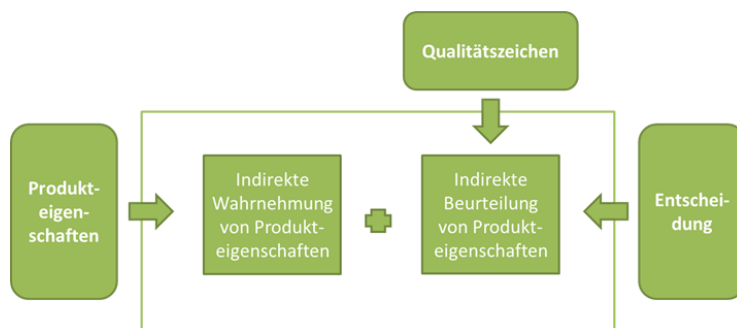 Qualitätszeichen
Produkt-
eigen-
schaften
Indirekte
Wahrnehmung
von Produkt-
eigenschaften
Indirekte
Beurteilung
von Produkt-
eigenschaften
Entschei-
dung